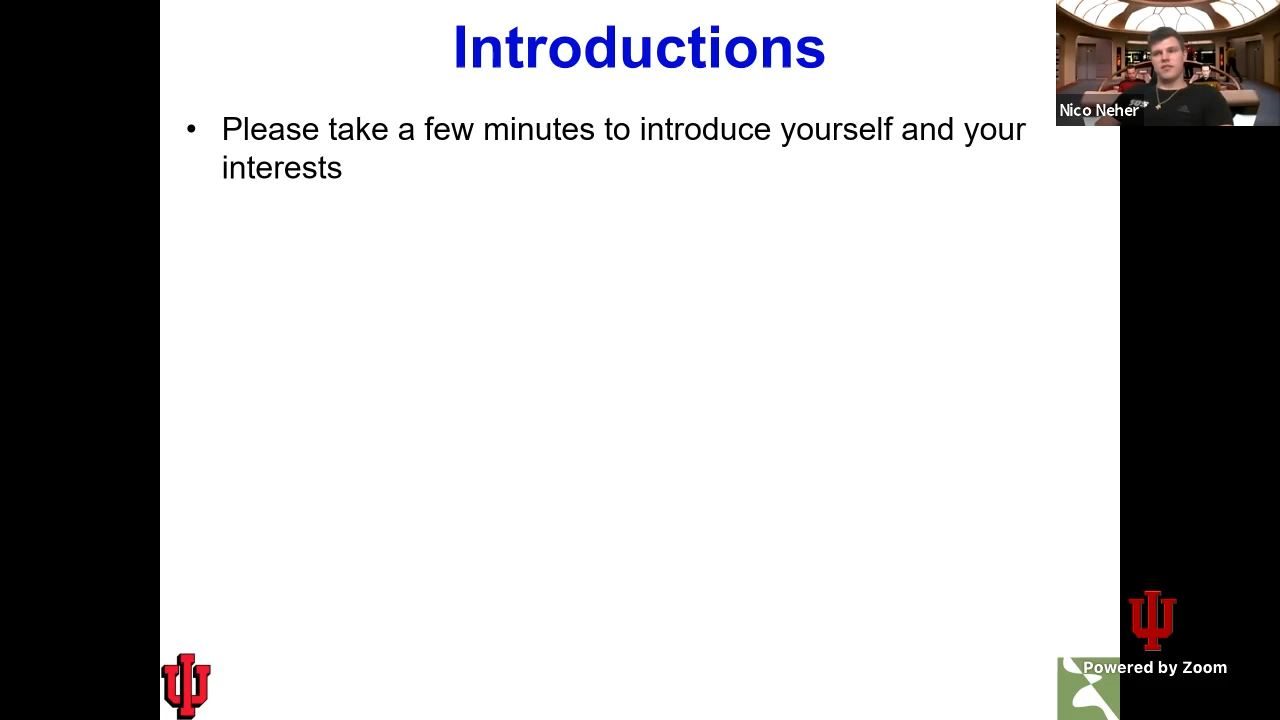 Introductions
Nico Neher
• Please take a few minutes to introduce yourself and your
interests
Powered by Zoom